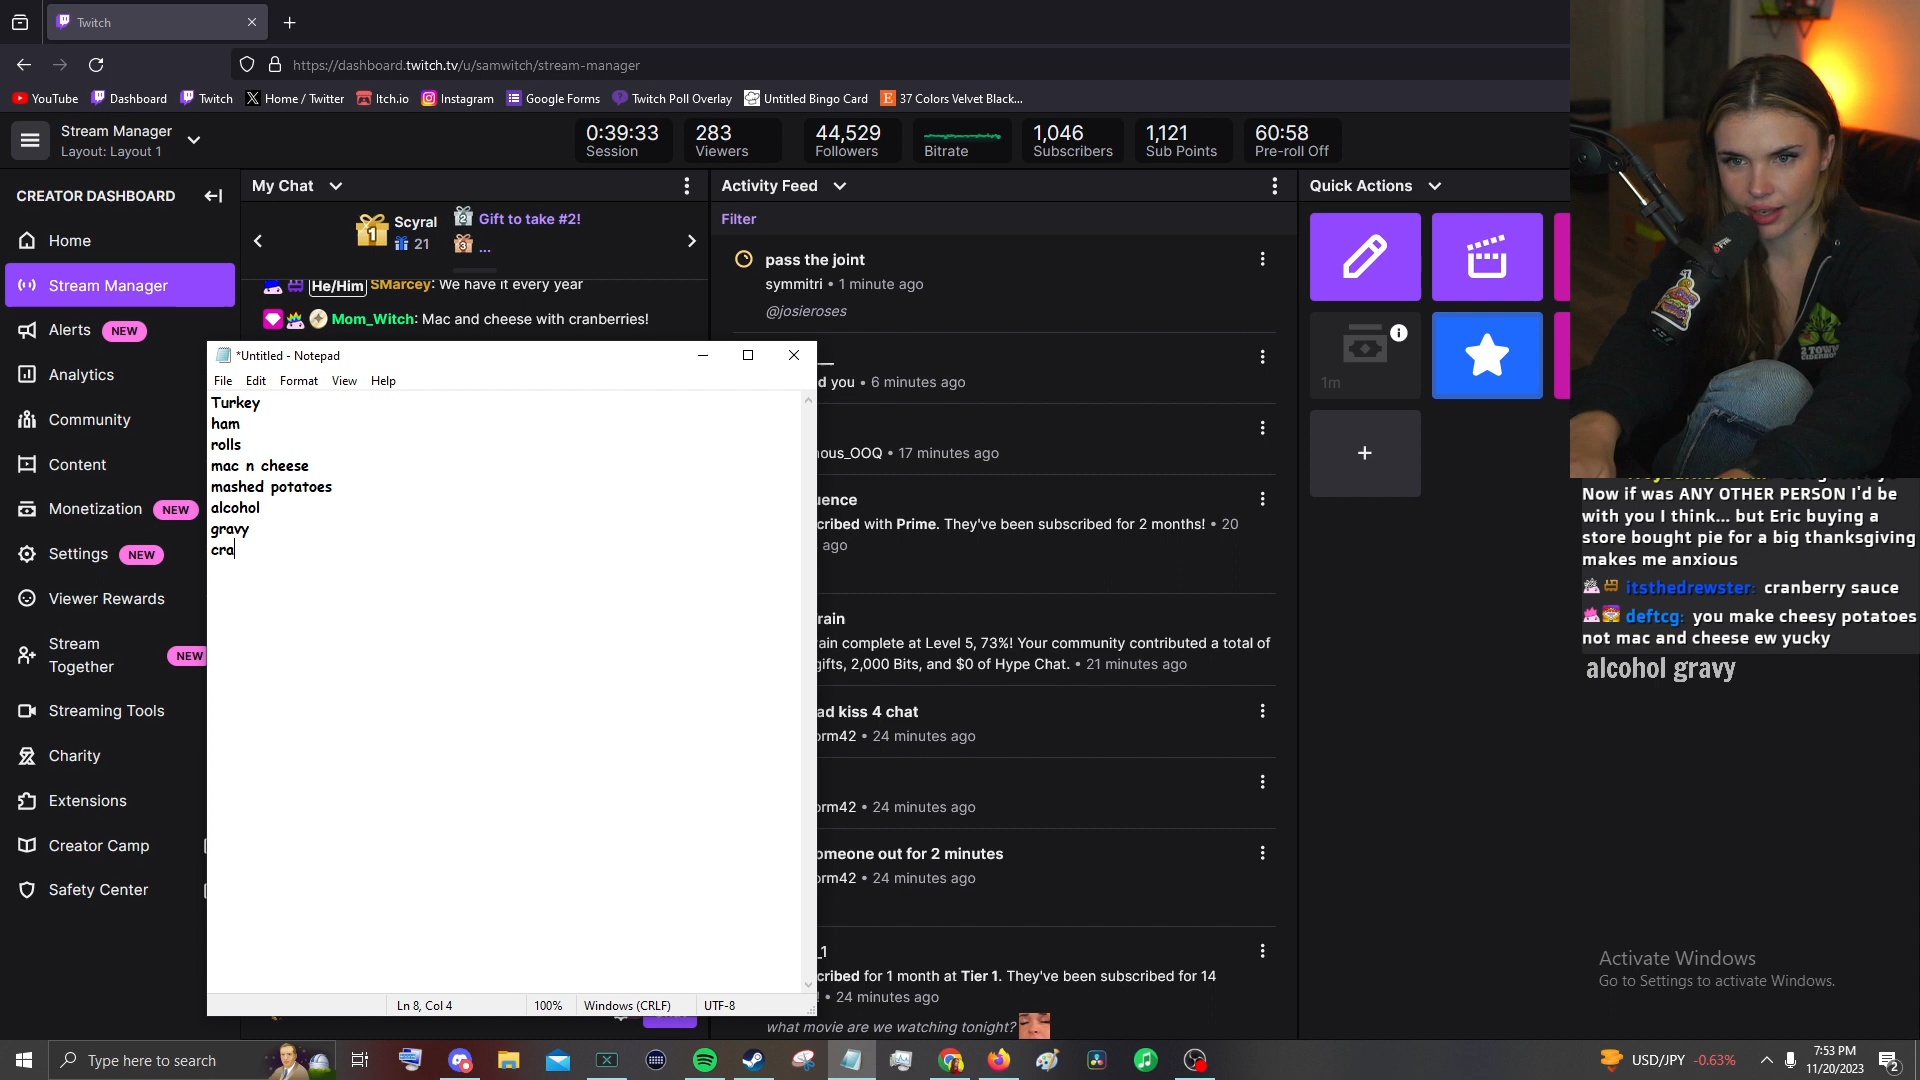 Twitch
https://dashboard.twitch.tv/u/samwitch/stream-manager
YouTube
Dashboard
Twitch
Home / Twitter
Itch.io
Instagram
Google Forms
Twitch Poll Overlay
Untitled Bingo Card
37 Colors Velvet Black...
Stream Manager
Layout: Layout 1
0:39:33
Session
283
Viewers
44,529
Followers
Bitrate
1,046
Subscribers
1,121
Sub Points
60:58
Pre-roll Off
CREATOR DASHBOARD
Home
Stream Manager
Alerts NEW
Analytics
Community
Content
Monetization NEW
Settings NEW
Viewer Rewards
Stream
Together NEW
Streaming Tools
Charity
Extensions
Creator Camp
Safety Center
My Chat
1 Scyral
21
2 Gift to take #2!
3 ...
He/Him SMarcey: We have it every year
Mom_Witch: Mac and cheese with cranberries!
*Untitled - Notepad
File Edit Format View Help
Turkey
ham
rolls
mac n cheese
mashed potatoes
alcohol
gravy
cra
Ln 8, Col 4
100%
Windows (CRLF)
UTF-8
Activity Feed
Filter
pass the joint
symmitri • 1 minute ago
@josieroses
d you • 6 minutes ago
ious_OOQ • 17 minutes ago
uence
cribed with Prime. They've been subscribed for 2 months! • 20
ago
rain
ain complete at Level 5, 73%! Your community contributed a total of
gifts, 2,000 Bits, and $0 of Hype Chat. • 21 minutes ago
ad kiss 4 chat
orm42 • 24 minutes ago
orm42 • 24 minutes ago
omeone out for 2 minutes
orm42 • 24 minutes ago
_1
cribed for 1 month at Tier 1. They've been subscribed for 14
! • 24 minutes ago
what movie are we watching tonight?
Quick Actions
1m
2 TOWNS
CIDERHOUSE
Now if was ANY OTHER PERSON I'd be
with you I think... but Eric buying a
store bought pie for a big thanksgiving
makes me anxious
itsthedrewster: cranberry sauce
deftcg: you make cheesy potatoes
not mac and cheese ew yucky
alcohol gravy
Activate Windows
Go to Settings to activate Windows.
Type here to search
USD/JPY -0.63%
7:53 PM
11/20/2023
2